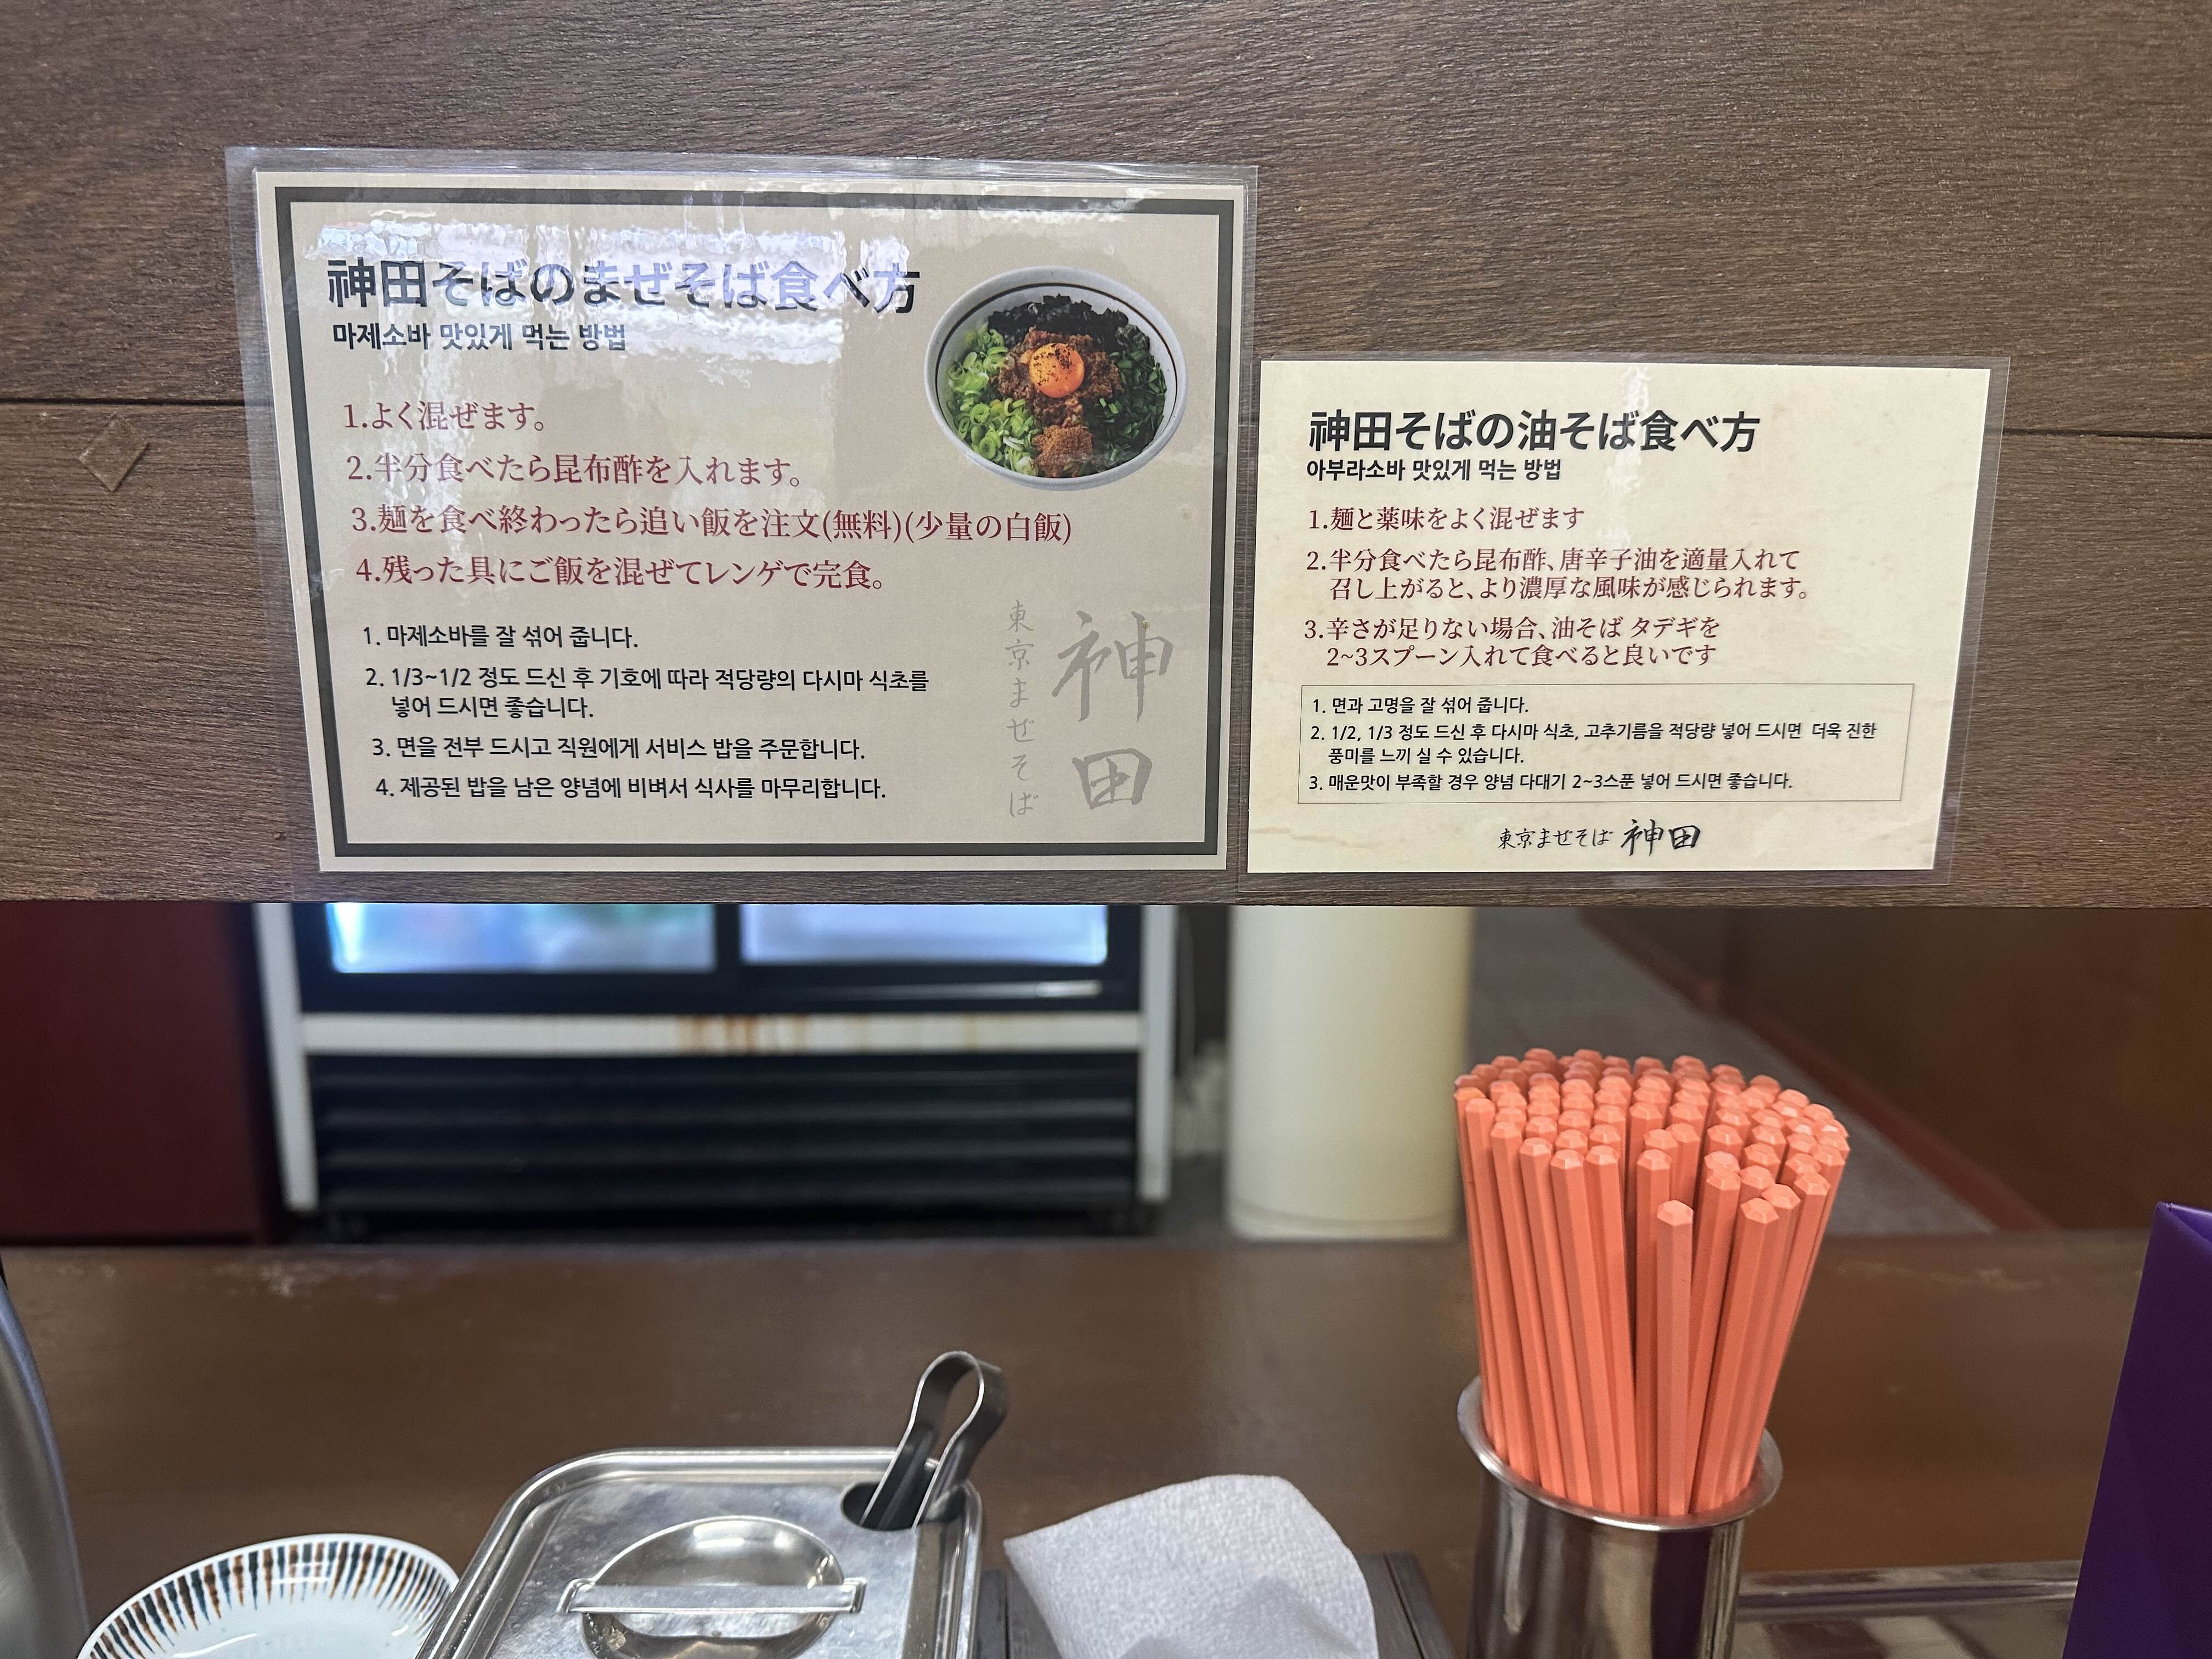 神田そばのまぜそば食べ方
마제소바 맛있게 먹는 방법
1.よく混ぜます。
2.半分食べたら昆布酢を入れます。
3.麺を食べ終わったら追い飯を注文(無料)(少量の白飯)
4.残った具にご飯を混ぜてレンゲで完食。
1. 마제소바를 잘 섞어 줍니다.
2. 1/3~1/2 정도 드신 후 기호에 따라 적당량의 다시마 식초를
넣어 드시면 좋습니다.
3. 면을 전부 드시고 직원에게 서비스 밥을 주문합니다.
4. 제공된 밥을 남은 양념에 비벼서 식사를 마무리합니다.
東京まぜそば
神田
神田そばの油そば食べ方
아부라소바 맛있게 먹는 방법
1.麺と薬味をよく混ぜます
2.半分食べたら昆布酢、唐辛子油を適量入れて
召し上がると、より濃厚な風味が感じられます。
3.辛さが足りない場合、油そば タデギを
2~3スプーン入れて食べると良いです
1. 면과 고명을 잘 섞어 줍니다.
2. 1/2, 1/3 정도 드신 후 다시마 식초, 고추기름을 적당량 넣어 드시면 더욱 진한
풍미를 느끼 실 수 있습니다.
3. 매운맛이 부족할 경우 양념 다대기 2~3스푼 넣어 드시면 좋습니다.
東京まぜそば 神田